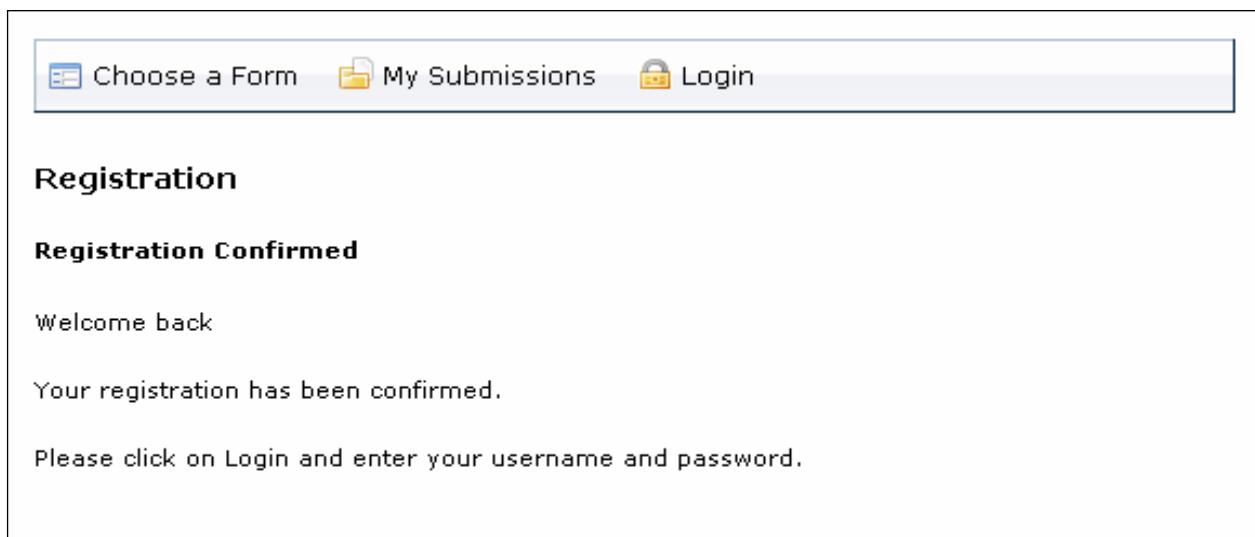 Choose a Form My Submissions Login
Registration
Registration Confirmed
Welcome back
Your registration has been confirmed.
Please click on Login and enter your username and password.